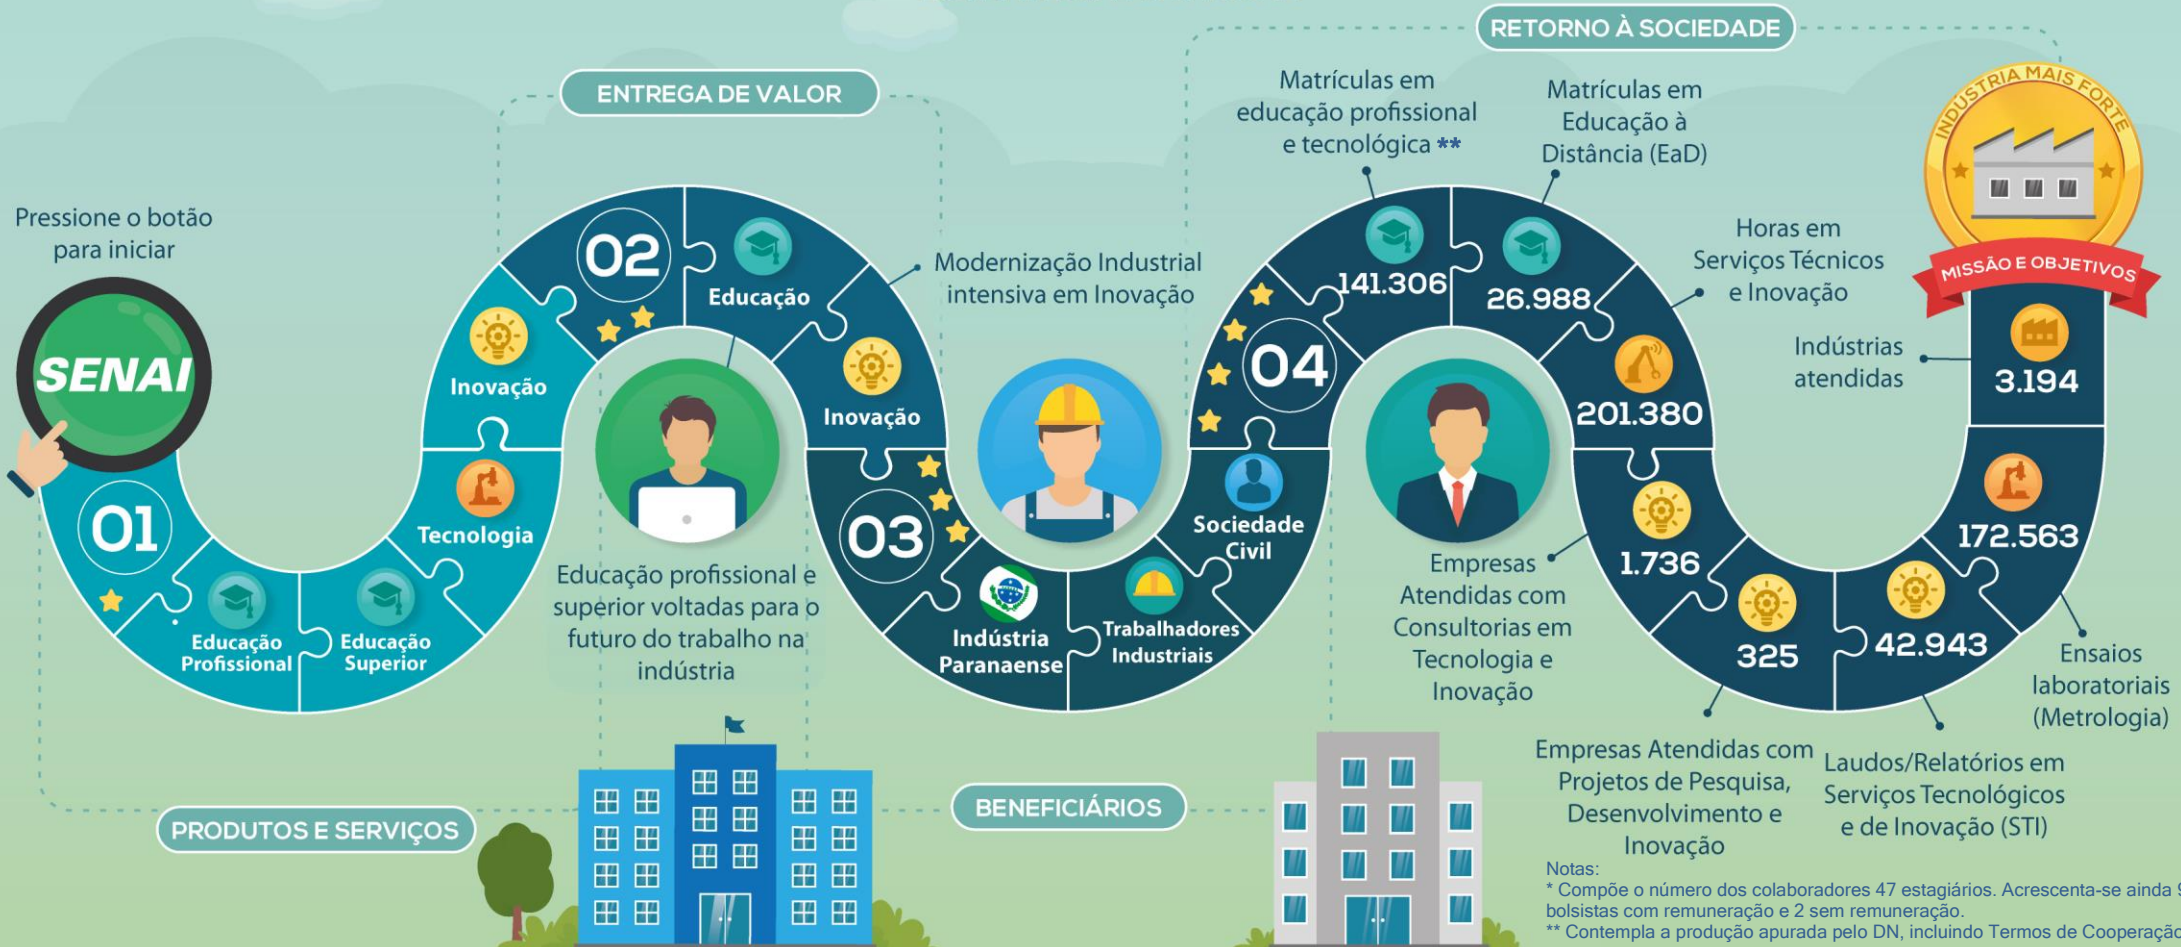 RETORNO À SOCIEDADE
ENTREGA DE VALOR
Matrículas em
educação profissional
e tecnológica **
Matrículas em
Educação à
Distância (EaD)
INDÚSTRIA MAIS FORTE
MISSÃO E OBJETIVOS
Pressione o botão
para iniciar
SENAI
01
Educação
Profissional
Educação
Superior
Tecnologia
Inovação
02
Educação
Inovação
Modernização Industrial
intensiva em Inovação
Educação profissional e
superior voltadas para o
futuro do trabalho na
indústria
03
Indústria
Paranaense
Trabalhadores
Industriais
Sociedade
Civil
04
141.306
26.988
Horas em
Serviços Técnicos
e Inovação
201.380
Empresas
Atendidas com
Consultorias em
Tecnologia e
Inovação
1.736
325
Empresas Atendidas com
Projetos de Pesquisa,
Desenvolvimento e
Inovação
42.943
Laudos/Relatórios em
Serviços Tecnológicos
e de Inovação (STI)
172.563
Ensaios
laboratoriais
(Metrologia)
Indústrias
atendidas
3.194
PRODUTOS E SERVIÇOS
BENEFICIÁRIOS
Notas:
* Compõe o número dos colaboradores 47 estagiários. Acrescenta-se ainda 9
bolsistas com remuneração e 2 sem remuneração.
** Contempla a produção apurada pelo DN, incluindo Termos de Cooperação